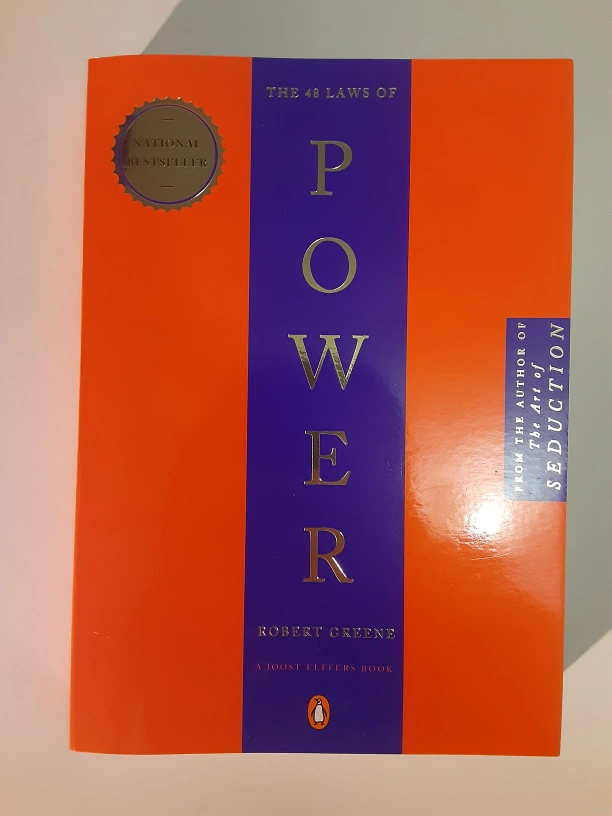 THE 48 LAWS OF
POWER
NATIONAL
BESTSELLER
FROM THE AUTHOR OF
The Art of
SEDUCTION
ROBERT GREENE
A JOOST ELFFERS BOOK